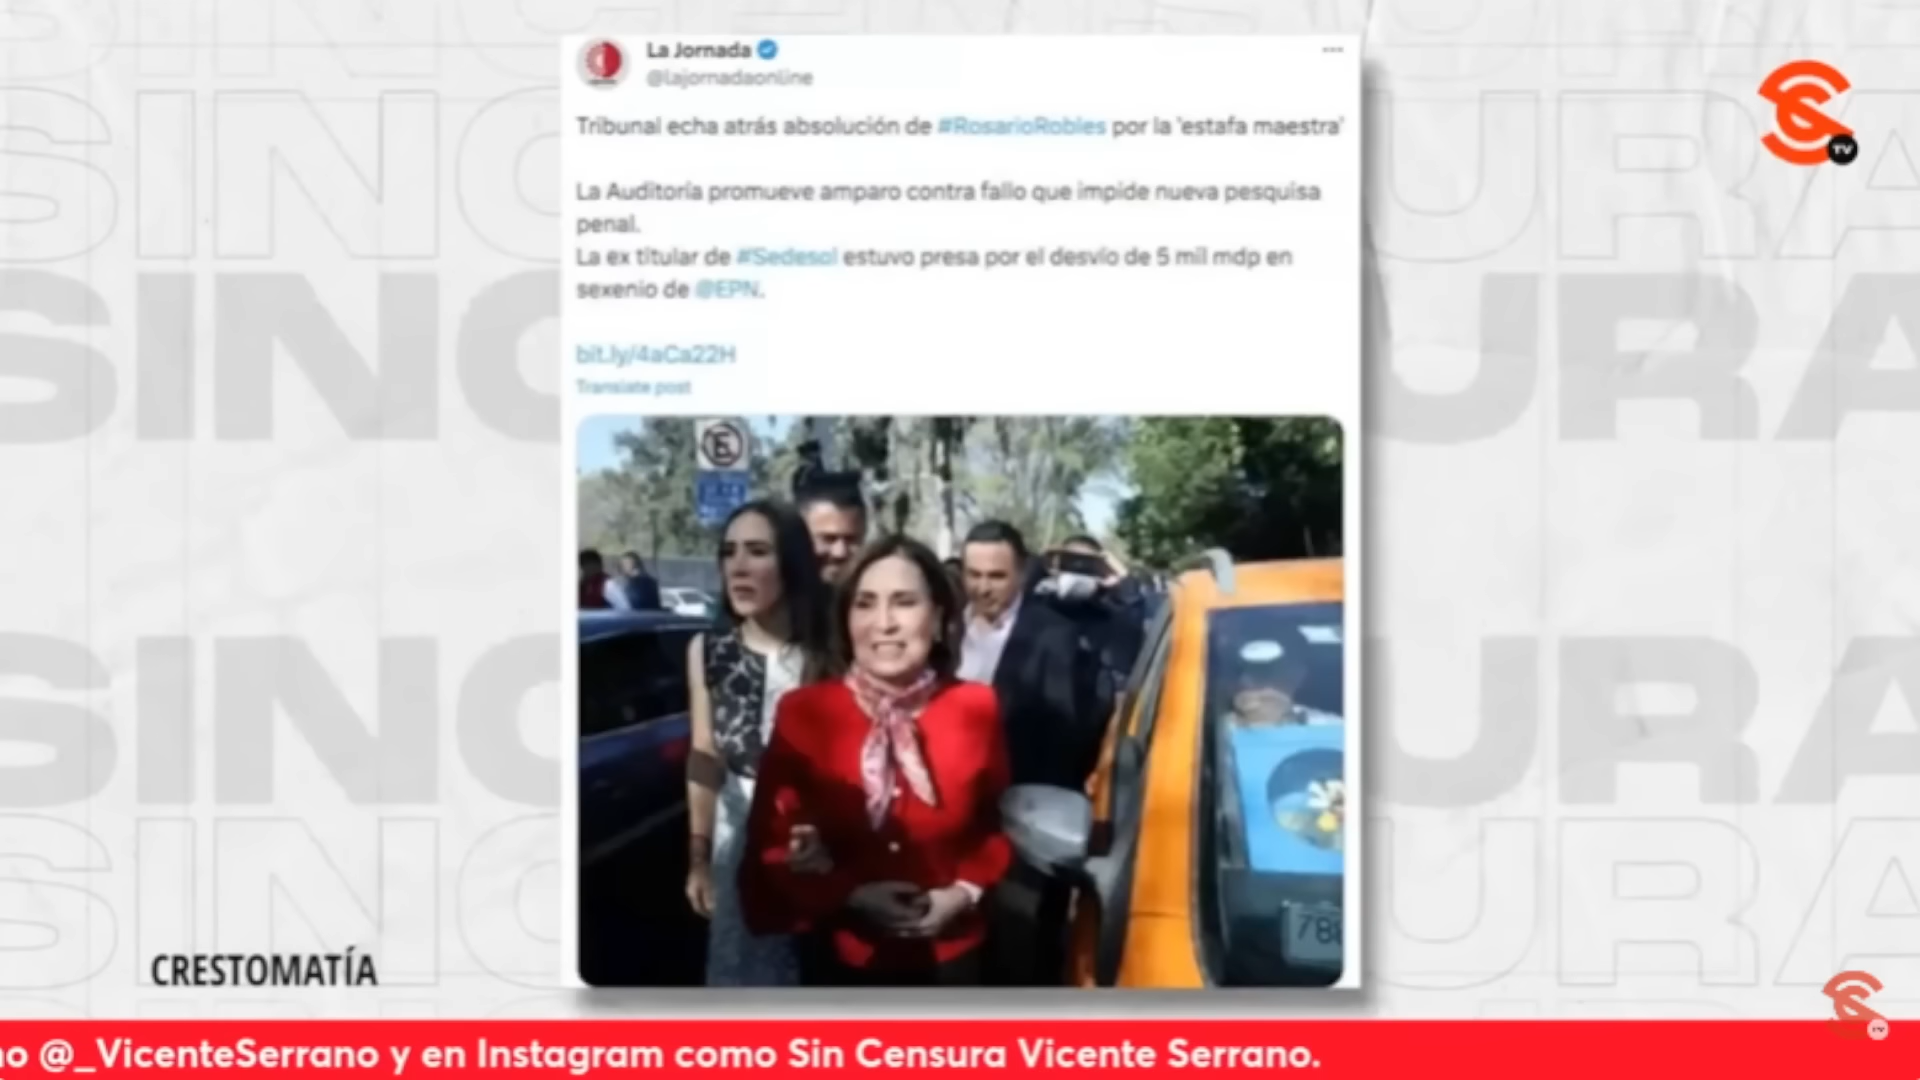 La Jornada
@lajornadaonline
Tribunal echa atrás absolución de #RosarioRobles por la 'estafa maestra'
La Auditoría promueve amparo contra fallo que impide nueva pesquisa
penal.
La ex titular de #Sedesol estuvo presa por el desvío de 5 mil mdp en
sexenio de @EPN.
bit.ly/4aCa22H
Translate post
E
TV
CRESTOMATÍA
TV
no @_VicenteSerrano y en Instagram como Sin Censura Vicente Serrano.